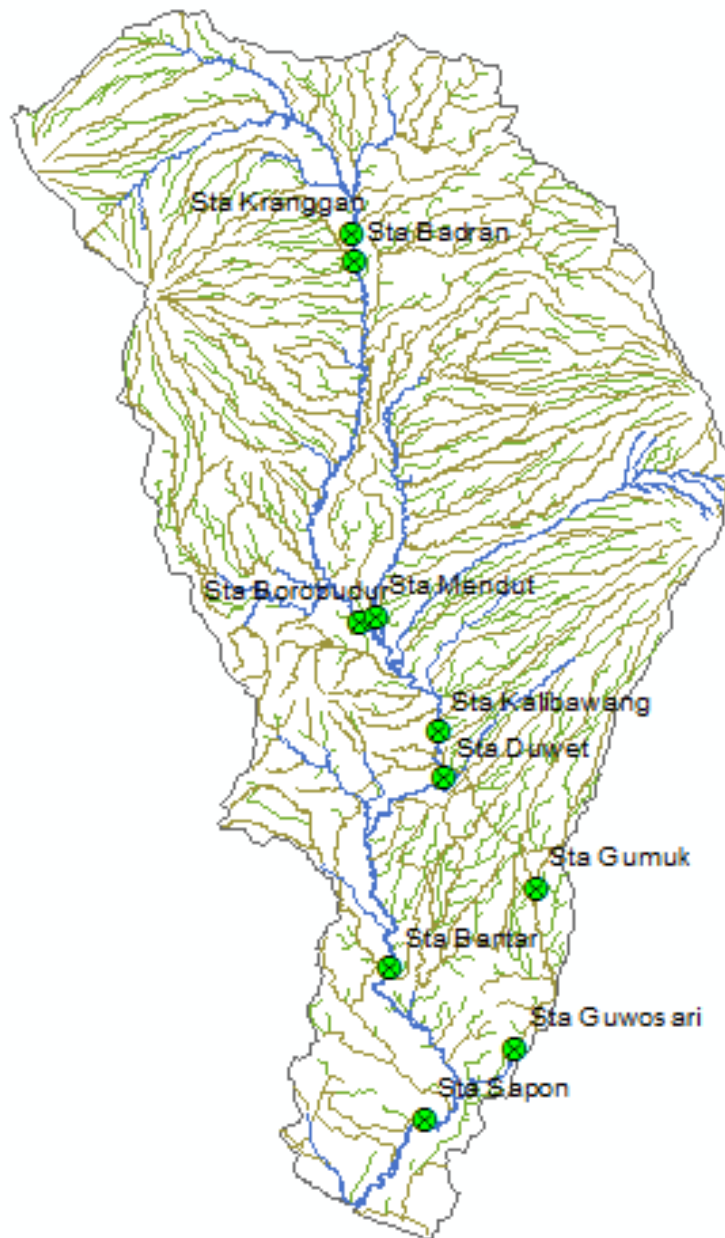 Sta Kranggan
Sta Badran
Sta Borobudur
Sta Mendut
Sta Kalibawang
Sta Duwet
Sta Gumuk
Sta Bantar
Sta Guwosari
Sta Sapon